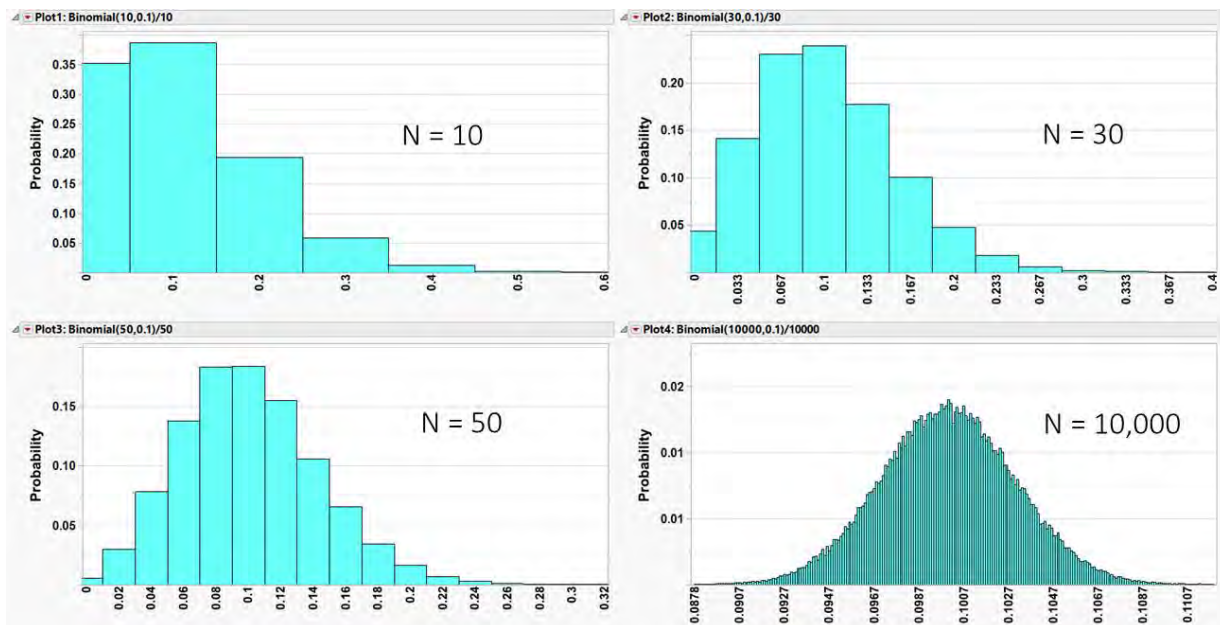 Plot1: Binomial(10,0.1)/10
Probability
0.35
0.30
0.25
0.20
0.15
0.10
0.05
N = 10
0 0.1 0.2 0.3 0.4 0.5 0.6
Plot2: Binomial(30,0.1)/30
Probability
0.20
0.15
0.10
0.05
N = 30
0 0.033 0.067 0.1 0.133 0.167 0.2 0.233 0.267 0.3 0.333 0.367 0.4
Plot3: Binomial(50,0.1)/50
Probability
0.15
0.10
0.05
N = 50
0 0.02 0.04 0.06 0.08 0.1 0.12 0.14 0.16 0.18 0.2 0.22 0.24 0.26 0.28 0.3 0.32
Plot4: Binomial(10000,0.1)/10000
Probability
0.02
0.01
0.01
N = 10,000
0.0878 0.0907 0.0927 0.0947 0.0967 0.0987 0.1007 0.1027 0.1047 0.1067 0.1087 0.1107